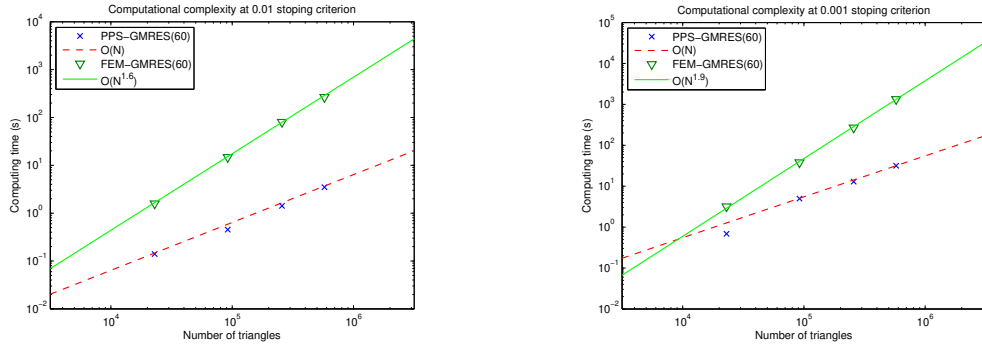 Computational complexity at 0.01 stoping criterion
10^4
10^3
10^2
10^1
10^0
10^-1
10^-2
Computing time (s)
PPS-GMRES(60)
O(N)
FEM-GMRES(60)
O(N^1.6)
10^4
10^5
10^6
Number of triangles
Computational complexity at 0.001 stoping criterion
10^5
10^4
10^3
10^2
10^1
10^0
10^-1
10^-2
Computing time (s)
PPS-GMRES(60)
O(N)
FEM-GMRES(60)
O(N^1.9)
10^4
10^5
10^6
Number of triangles